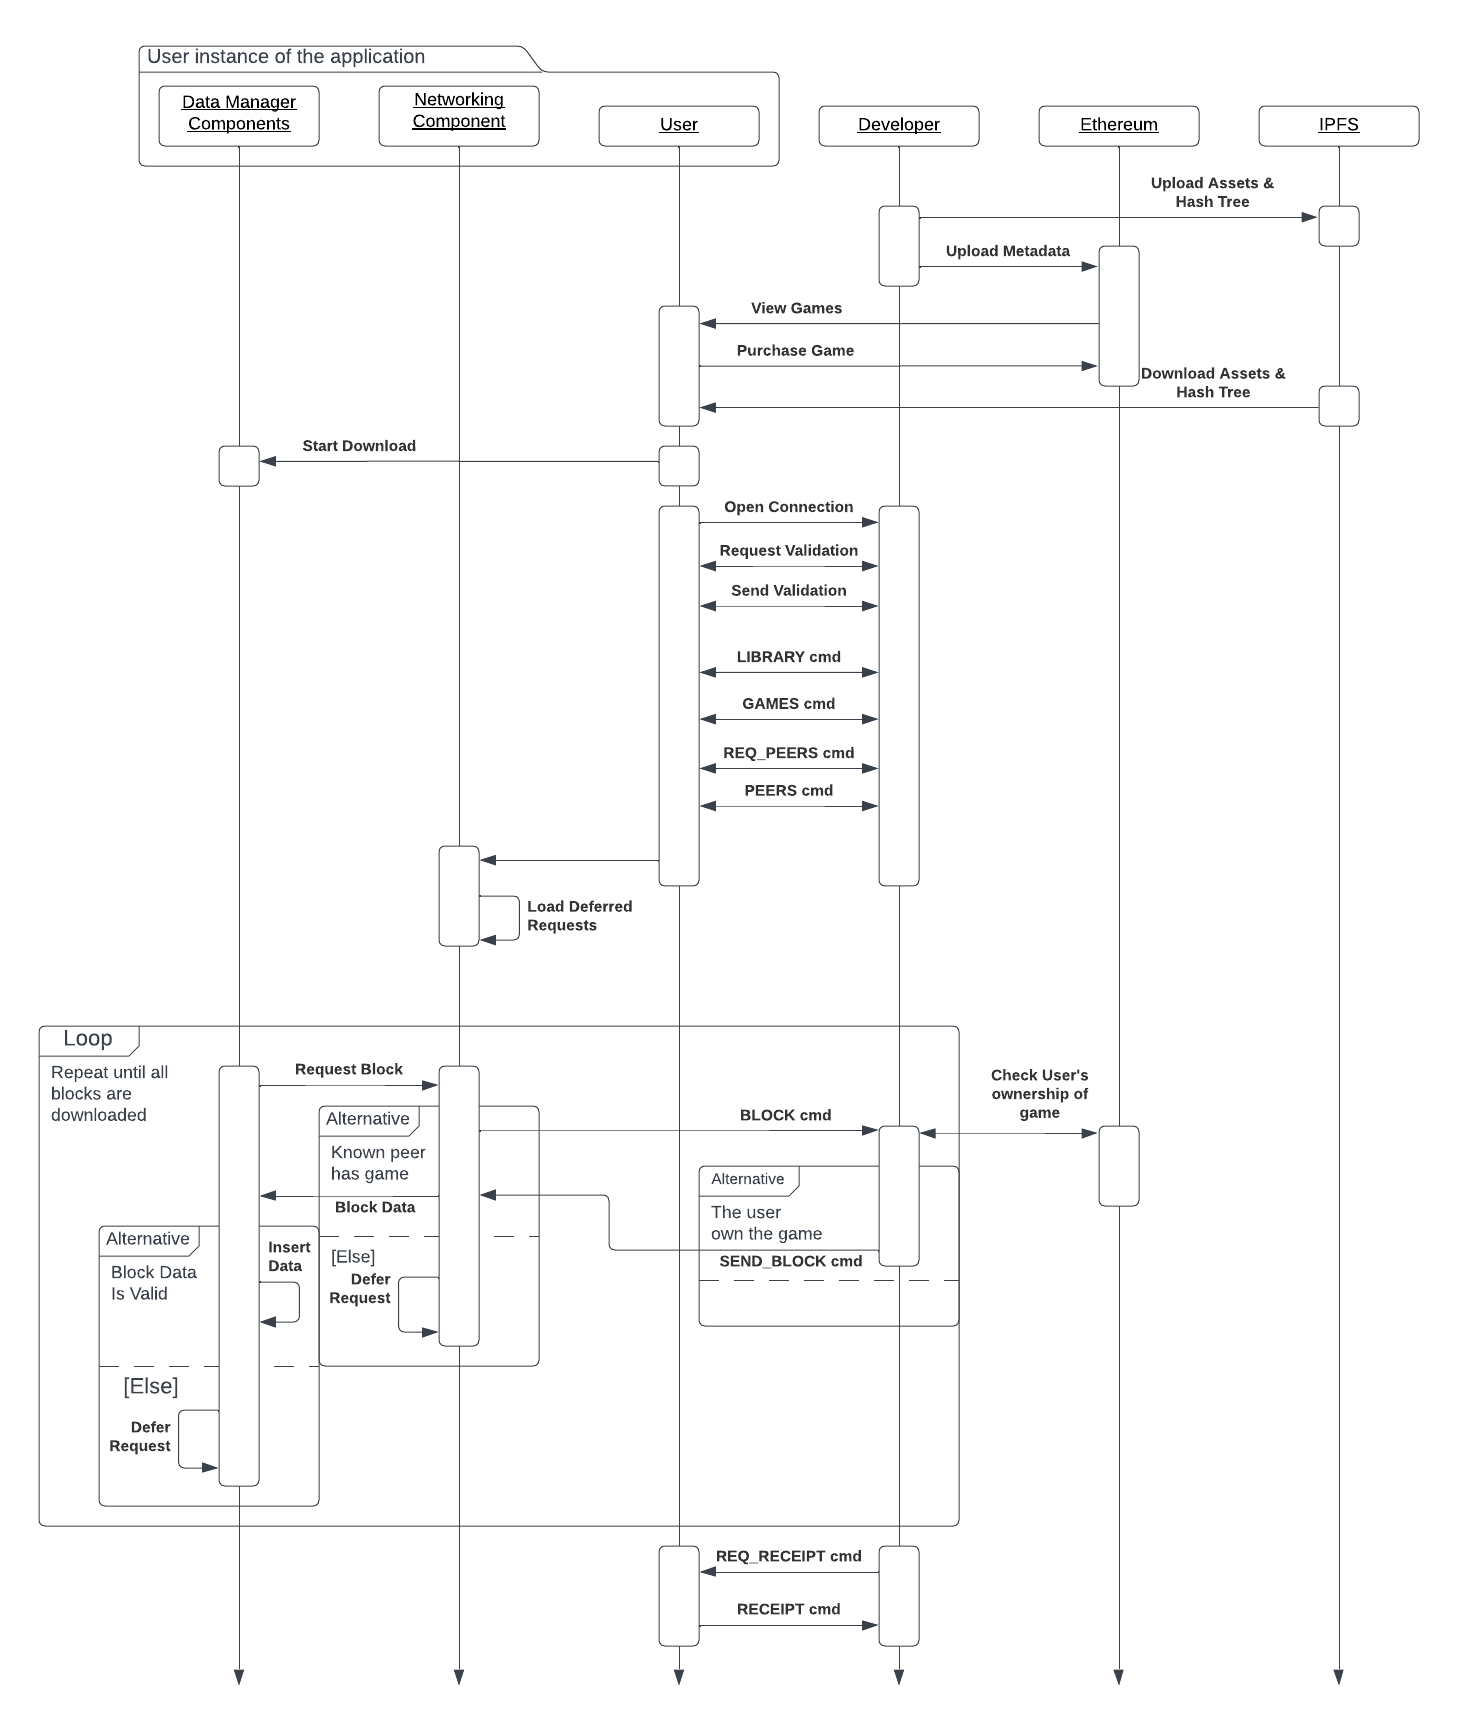 User instance of the application
Data Manager
Components
Networking
Component
User
Developer
Ethereum
IPFS
Upload Assets &
Hash Tree
Upload Metadata
View Games
Purchase Game
Download Assets &
Hash Tree
Start Download
Open Connection
Request Validation
Send Validation
LIBRARY cmd
GAMES cmd
REQ_PEERS cmd
PEERS cmd
Load Deferred
Requests
Loop
Repeat until all
blocks are
downloaded
Request Block
Check User's
ownership of
game
Alternative
Known peer
has game
BLOCK cmd
Alternative
The user
own the game
Block Data
SEND_BLOCK cmd
Alternative
Block Data
Is Valid
Insert
Data
[Else]
Defer
Request
[Else]
Defer
Request
REQ_RECEIPT cmd
RECEIPT cmd